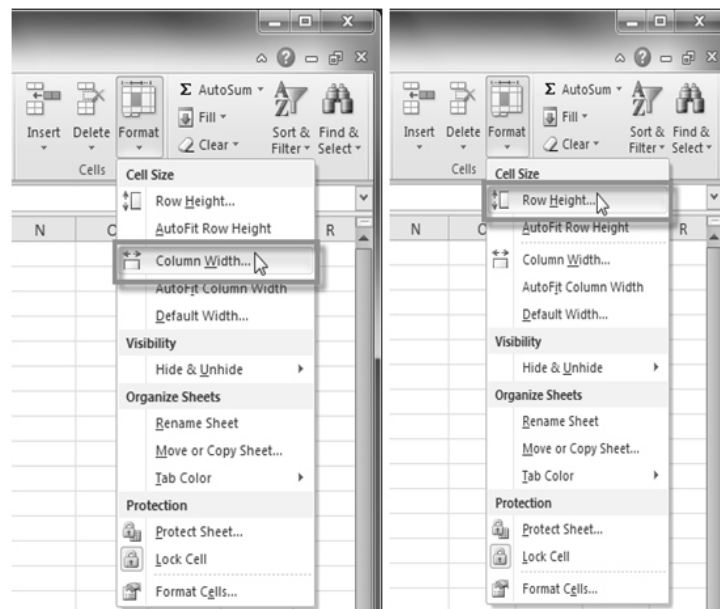 Σ AutoSum
Fill
Clear
Insert Delete Format
Sort & Filter
Find & Select
Cells
Cell Size
Row Height...
AutoFit Row Height
Column Width...
AutoFit Column Width
Default Width...
Visibility
Hide & Unhide
Organize Sheets
Rename Sheet
Move or Copy Sheet...
Tab Color
Protection
Protect Sheet...
Lock Cell
Format Cells...
N
R
Σ AutoSum
Fill
Clear
Insert Delete Format
Sort & Filter
Find & Select
Cells
Cell Size
Row Height...
AutoFit Row Height
Column Width...
AutoFit Column Width
Default Width...
Visibility
Hide & Unhide
Organize Sheets
Rename Sheet
Move or Copy Sheet...
Tab Color
Protection
Protect Sheet...
Lock Cell
Format Cells...
N
R